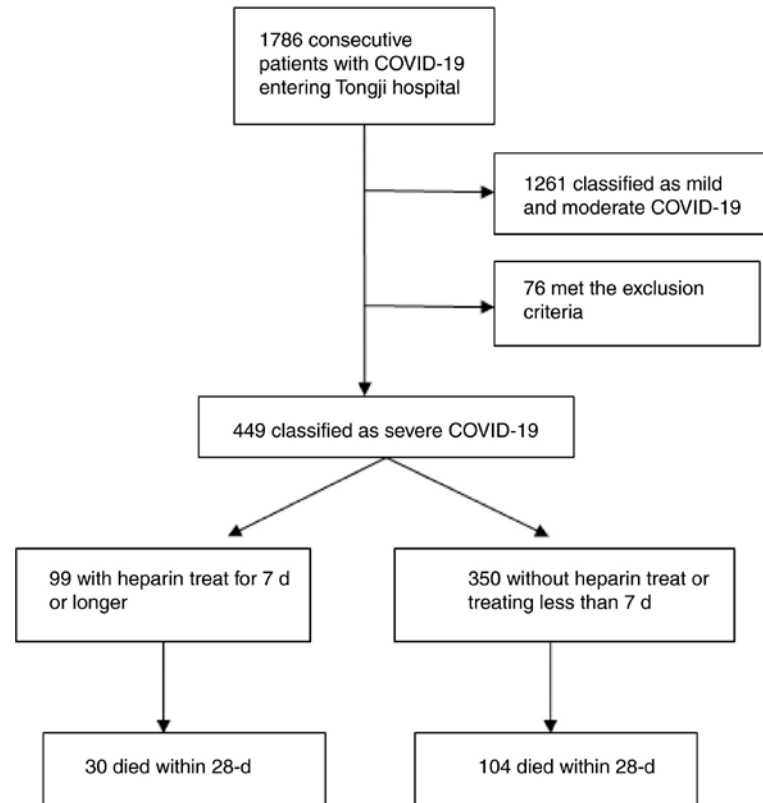 1786 consecutive
patients with COVID-19
entering Tongji hospital
1261 classified as mild
and moderate COVID-19
76 met the exclusion
criteria
449 classified as severe COVID-19
99 with heparin treat for 7 d
or longer
350 without heparin treat or
treating less than 7 d
30 died within 28-d
104 died within 28-d